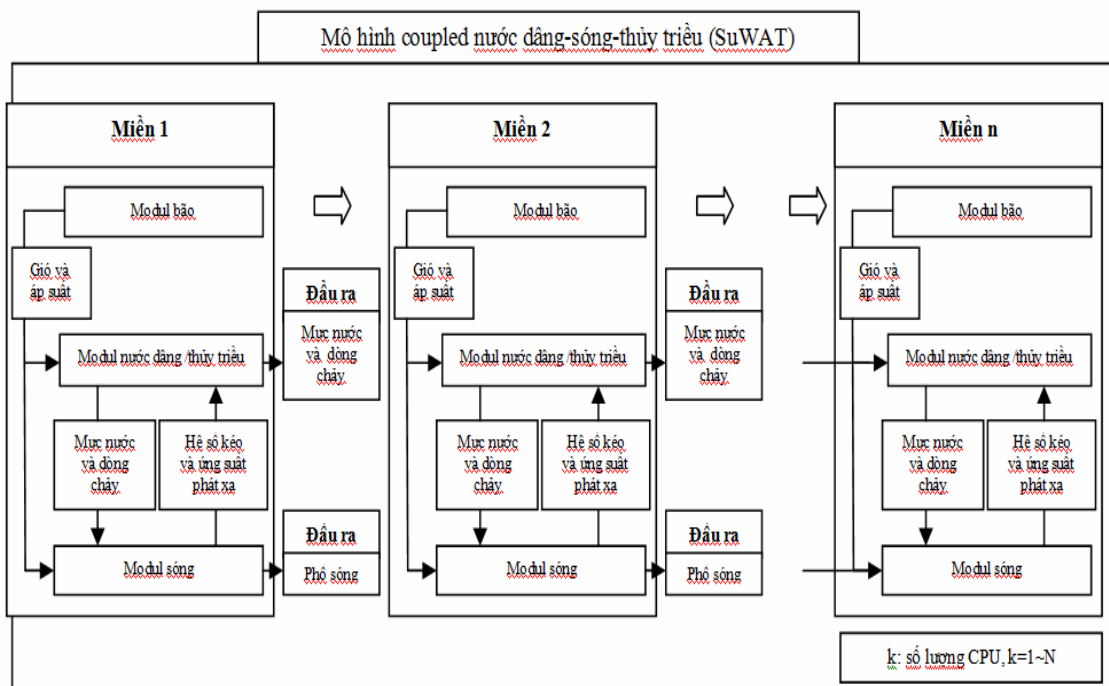 Mô hình coupled nước dâng-sóng-thủy triều (SuWAT)
Miền 1
Modul bão
Gió và
áp suất
Modul nước dâng /thủy triều
Mực nước
và dòng
chảy
Hệ số kéo
và ứng suất
phát xạ
Modul sóng
Đầu ra
Mực nước
và dòng
chảy
Đầu ra
Phổ sóng
Miền 2
Modul bão
Gió và
áp suất
Modul nước dâng /thủy triều
Mực nước
và dòng
chảy
Hệ số kéo
và ứng suất
phát xạ
Modul sóng
Đầu ra
Mực nước
và dòng
chảy
Đầu ra
Phổ sóng
Miền n
Modul bão
Gió và
áp suất
Modul nước dâng /thủy triều
Mực nước
và dòng
chảy
Hệ số kéo
và ứng suất
phát xạ
Modul sóng
k: số lượng CPU, k=1~N